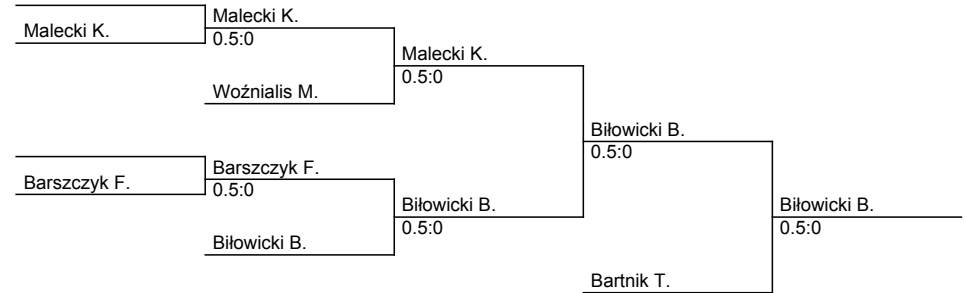 Malecki K.
Malecki K.
0.5:0
Malecki K.
0.5:0
Woźnialis M.
Biłowicki B.
0.5:0
Barszczyk F.
Barszczyk F.
0.5:0
Biłowicki B.
0.5:0
Biłowicki B.
0.5:0
Biłowicki B.
Bartnik T.